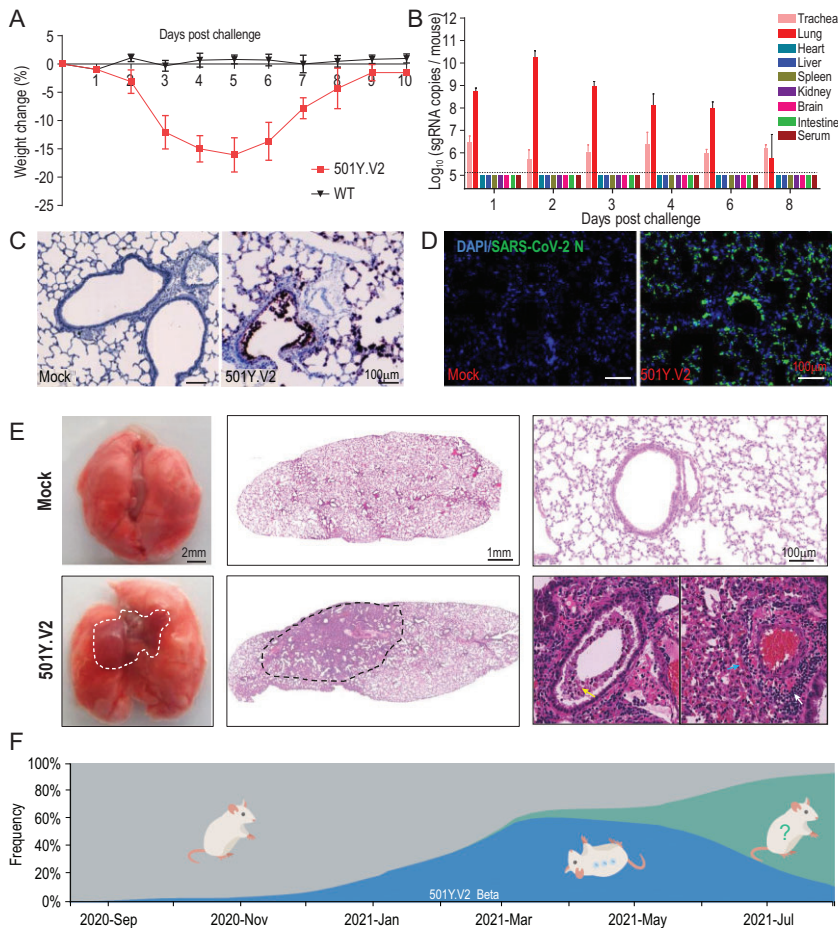 A
Days post challenge
5
0
-5
-10
-15
-20
-25
Weight change (%)
1
2
3
4
5
6
7
8
9
10
501Y.V2
WT
B
12
11
10
9
8
7
6
5
4
Log₁₀ (sgRNA copies / mouse)
Trachea
Lung
Heart
Liver
Spleen
Kidney
Brain
Intestine
Serum
1
2
3
4
6
8
Days post challenge
C
Mock
501Y.V2
100μm
D
DAPI/SARS-CoV-2 N
Mock
501Y.V2
100μm
E
Mock
2mm
1mm
100μm
501Y.V2
F
100%
80%
60%
40%
20%
0%
Frequency
?
501Y.V2 Beta
2020-Sep
2020-Nov
2021-Jan
2021-Mar
2021-May
2021-Jul